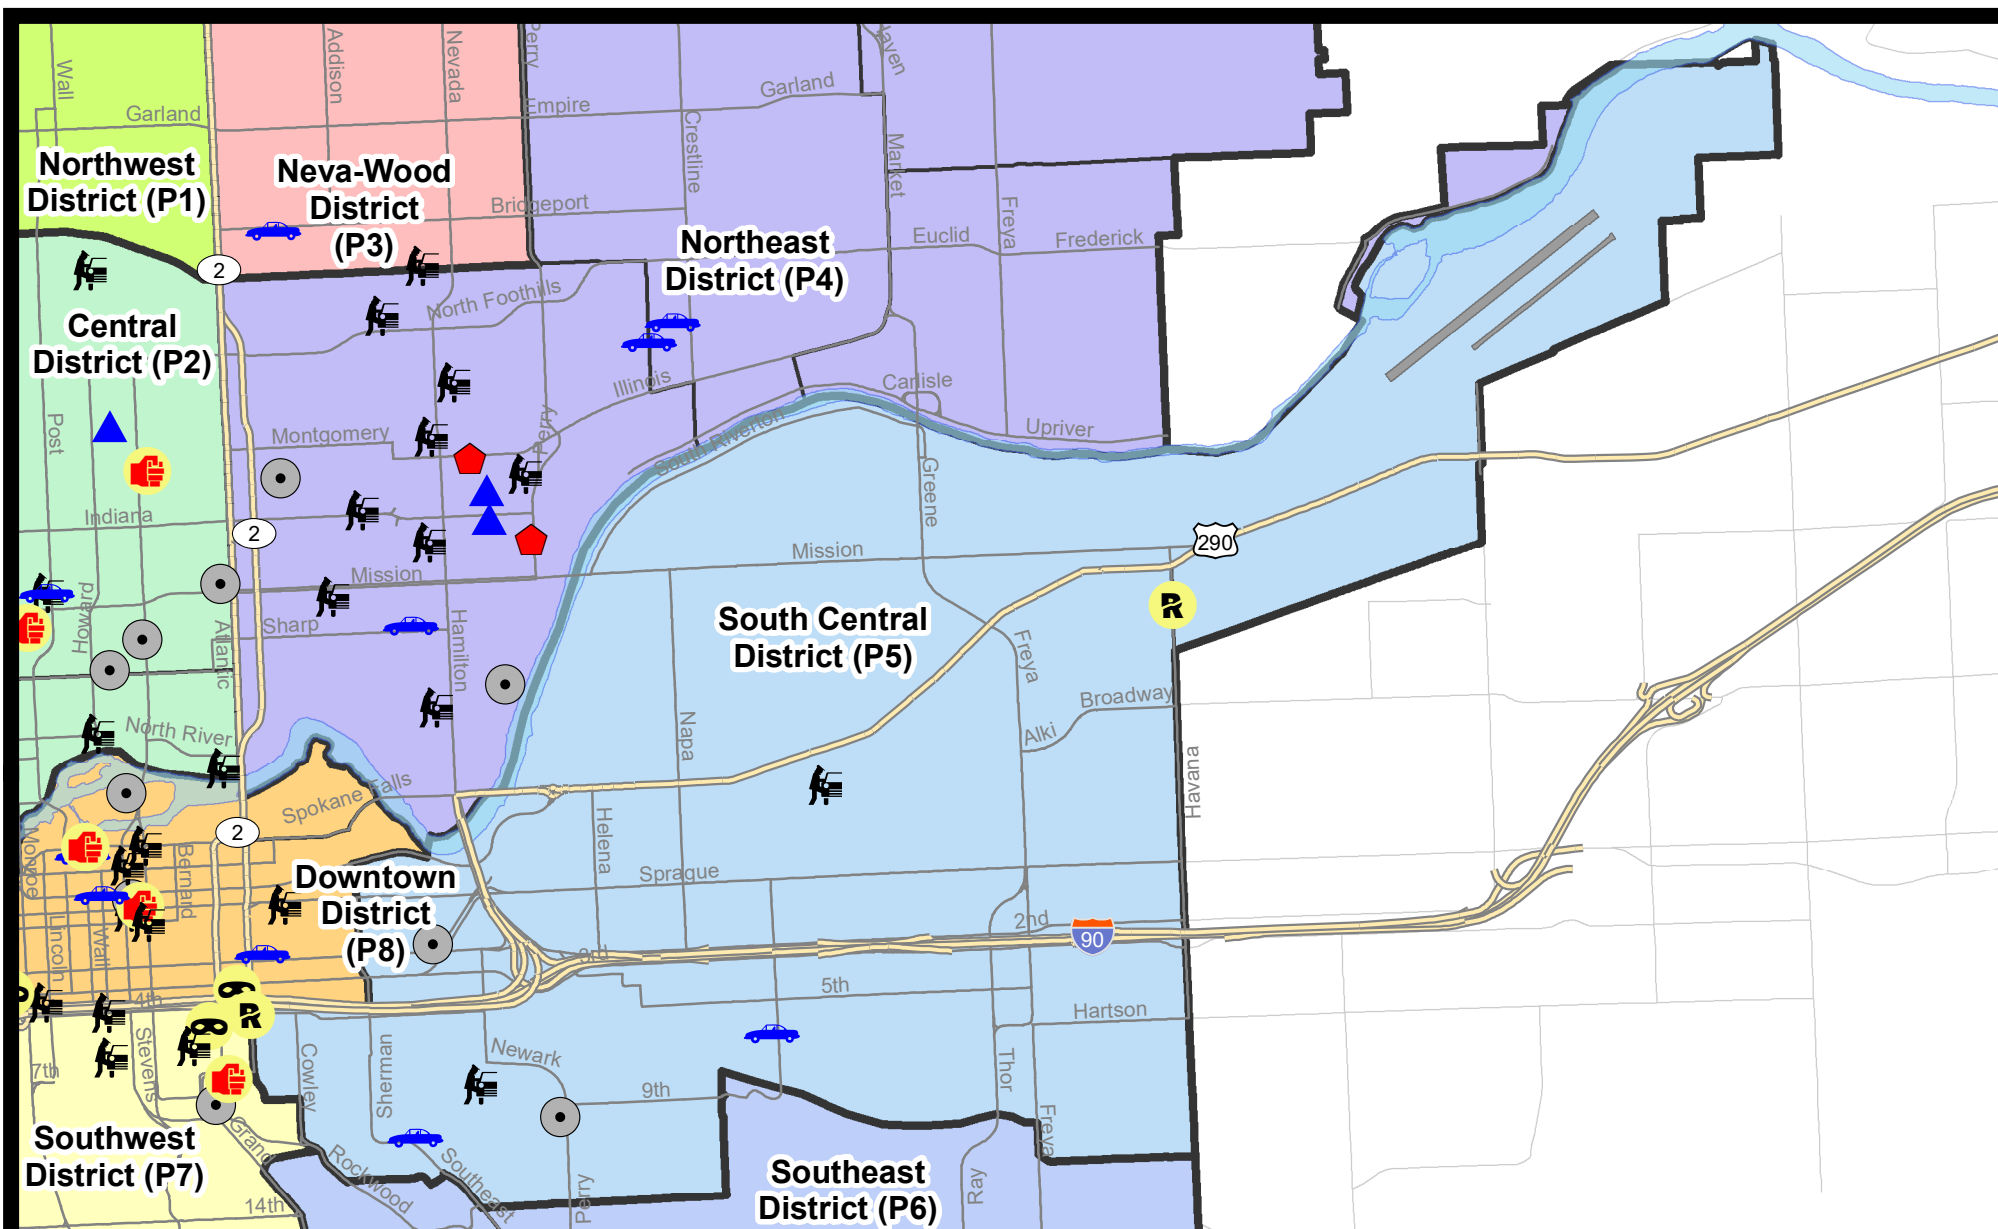 Wall
Addison
Nevada
Perry
Haven
Garland
Empire
Garland
Crestline
Market
Northwest
District (P1)
Neva-Wood
District
(P3)
Bridgeport
Freya
Euclid
Frederick
Northeast
District (P4)
2
North Foothills
Central
District (P2)
Illinois
Carlisle
Post
Montgomery
Perry
South Riverton
Upriver
Greene
Indiana
2
Mission
290
Mission
Howard
Sharp
Atlantic
Hamilton
South Central
District (P5)
R
Freya
Broadway
Alki
Napa
North River
Havana
Spokane Falls
2
Helena
Monroe
Bernard
Sprague
Downtown
District
(P8)
Lincoln
Wall
2nd
90
3rd
5th
4th
R
Hartson
Stevens
Cowley
Sherman
Newark
7th
9th
Thor
Freya
Grand
Southwest
District (P7)
Rockwood
Southeast
Perry
Ray
Southeast
District (P6)
14th